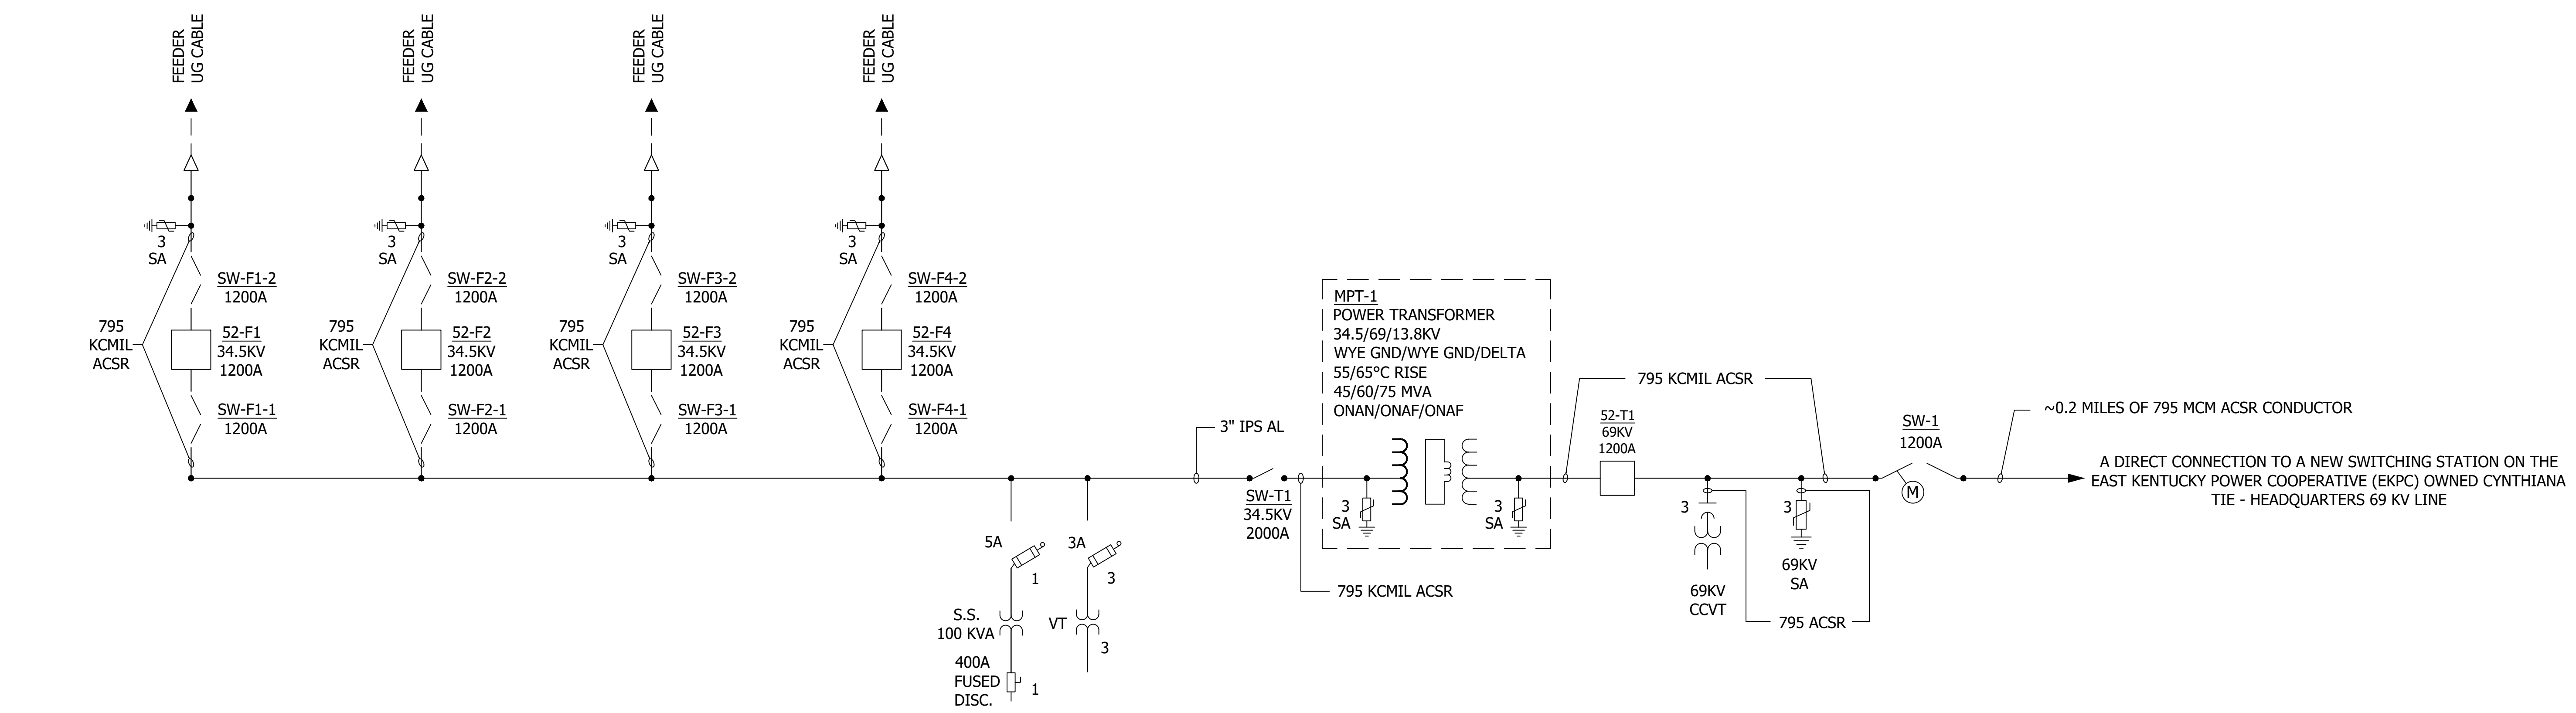 FEEDER
UG CABLE
FEEDER
UG CABLE
FEEDER
UG CABLE
FEEDER
UG CABLE
3
SA
SW-F1-2
1200A
795
KCMIL
ACSR
52-F1
34.5KV
1200A
SW-F1-1
1200A
3
SA
SW-F2-2
1200A
795
KCMIL
ACSR
52-F2
34.5KV
1200A
SW-F2-1
1200A
3
SA
SW-F3-2
1200A
795
KCMIL
ACSR
52-F3
34.5KV
1200A
SW-F3-1
1200A
3
SA
SW-F4-2
1200A
795
KCMIL
ACSR
52-F4
34.5KV
1200A
SW-F4-1
1200A
5A
1
S.S.
100 KVA
400A
FUSED
DISC.
1
3A
3
VT
3
3" IPS AL
SW-T1
34.5KV
2000A
795 KCMIL ACSR
MPT-1
POWER TRANSFORMER
34.5/69/13.8KV
WYE GND/WYE GND/DELTA
55/65°C RISE
45/60/75 MVA
ONAN/ONAF/ONAF
3
SA
3
SA
795 KCMIL ACSR
52-T1
69KV
1200A
3
69KV
CCVT
3
69KV
SA
795 ACSR
SW-1
1200A
M
~0.2 MILES OF 795 MCM ACSR CONDUCTOR
A DIRECT CONNECTION TO A NEW SWITCHING STATION ON THE
EAST KENTUCKY POWER COOPERATIVE (EKPC) OWNED CYNTHIANA
TIE - HEADQUARTERS 69 KV LINE